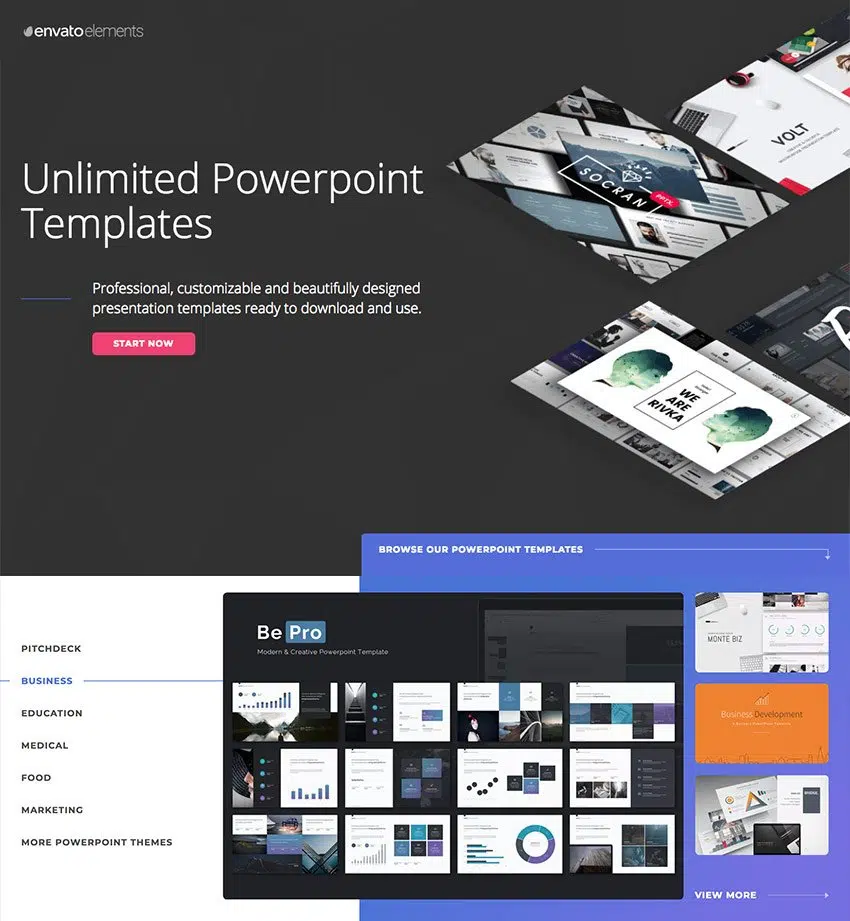 envatoelements
Unlimited Powerpoint
Templates
Professional, customizable and beautifully designed
presentation templates ready to download and use.
START NOW
VOLT
SOCRAN
PPTX.
WE
ARE
RIVKA
BROWSE OUR POWERPOINT TEMPLATES
PITCHDECK
BUSINESS
EDUCATION
MEDICAL
FOOD
MARKETING
MORE POWERPOINT THEMES
Be Pro
Modern & Creative Powerpoint Template
MONTE BIZ
Business Development
VIEW MORE